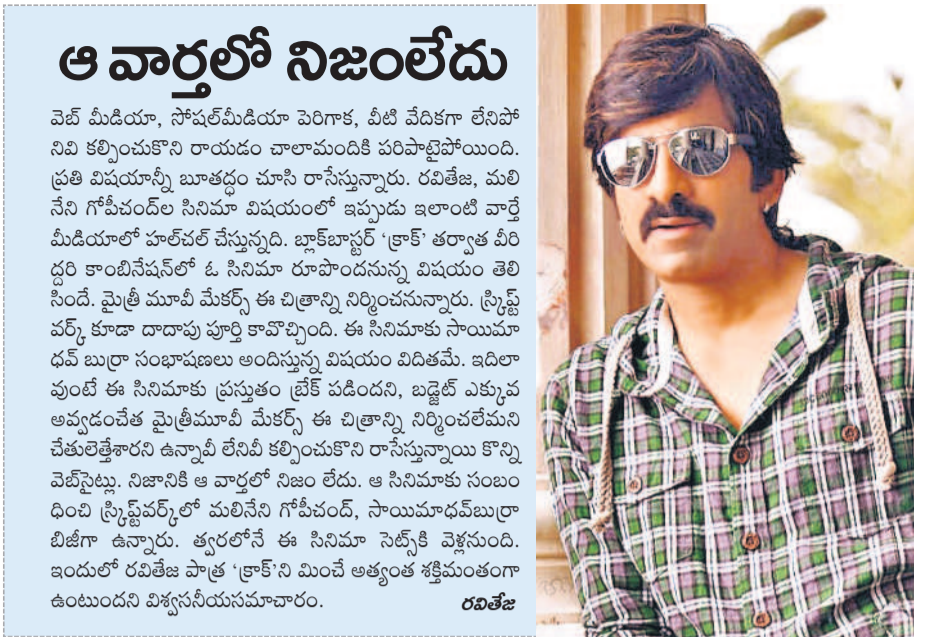 ఆ వార్తలో నిజంలేదు
వెబ్ మీడియా, సోషల్‌మీడియా పెరిగాక, వీటి వేదికగా లేనిపో
నివి కల్పించుకొని రాయడం చాలామందికి పరిపాటైపోయింది.
ప్రతి విషయాన్నీ బూతద్ధం చూసి రాసేస్తున్నారు. రవితేజ, మలి
నేని గోపీచంద్‌ల సినిమా విషయంలో ఇప్పుడు ఇలాంటి వార్తే
మీడియాలో హల్‌చల్ చేస్తున్నది. బ్లాక్‌బాస్టర్ ‘క్రాక్’ తర్వాత వీరి
ద్దరి కాంబినేషన్‌లో ఓ సినిమా రూపొందనున్న విషయం తెలి
సిందే. మైత్రీ మూవీ మేకర్స్ ఈ చిత్రాన్ని నిర్మించనున్నారు. స్క్రిప్ట్
వర్క్ కూడా దాదాపు పూర్తి కావొచ్చింది. ఈ సినిమాకు సాయిమా
ధవ్ బుర్రా సంభాషణలు అందిస్తున్న విషయం విదితమే. ఇదిలా
వుంటే ఈ సినిమాకు ప్రస్తుతం బ్రేక్ పడిందని, బడ్జెట్ ఎక్కువ
అవ్వడంచేత మైత్రీమూవీ మేకర్స్ ఈ చిత్రాన్ని నిర్మించలేమని
చేతులెత్తేశారని ఉన్నావీ లేనివీ కల్పించుకొని రాసేస్తున్నాయి కొన్ని
వెబ్‌సైట్లు. నిజానికి ఆ వార్తలో నిజం లేదు. ఆ సినిమాకు సంబం
ధించి స్క్రిప్ట్‌వర్క్‌లో మలినేని గోపీచంద్, సాయిమాధవ్‌బుర్రా
బిజీగా ఉన్నారు. త్వరలోనే ఈ సినిమా సెట్స్‌కి వెళ్లనుంది.
ఇందులో రవితేజ పాత్ర ‘క్రాక్’ని మించే అత్యంత శక్తిమంతంగా
ఉంటుందని విశ్వసనీయసమాచారం.
రవితేజ